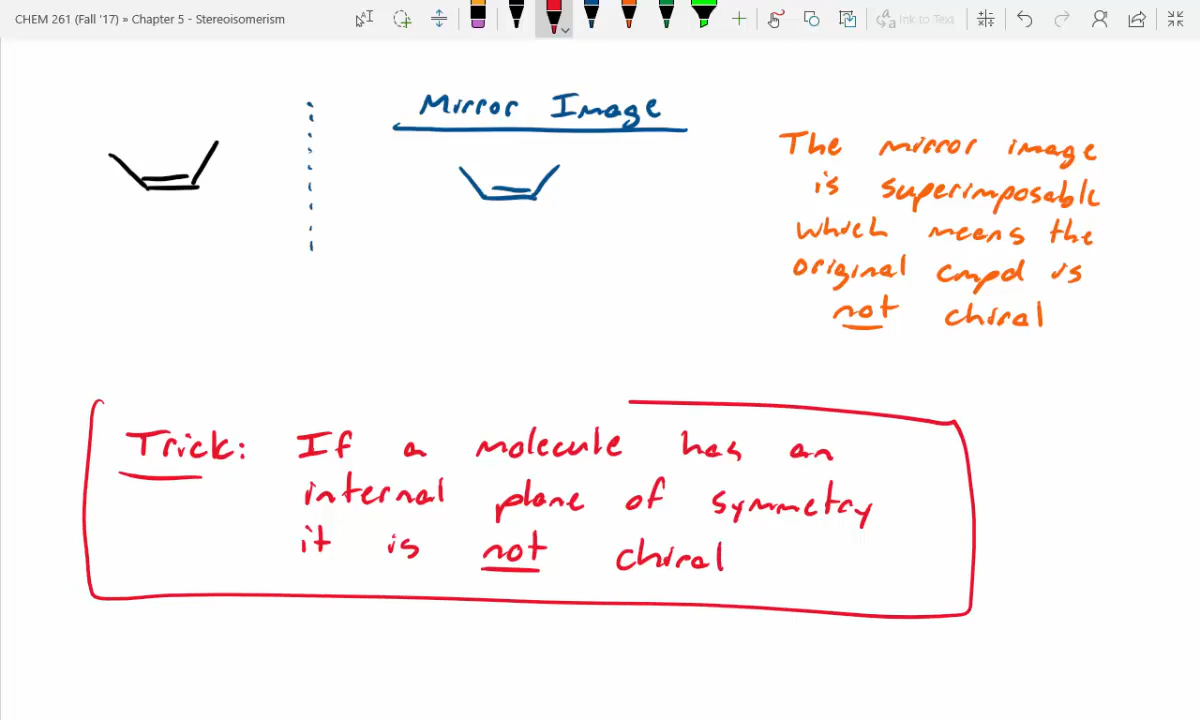 CHEM 261 (Fall '17) » Chapter 5 - Stereoisomerism
Ink to Text
Mirror Image
The mirror image
is superimposable
which means the
original cmpd is
not chiral
Trick: If a molecule has an
internal plane of symmetry
it is not chiral